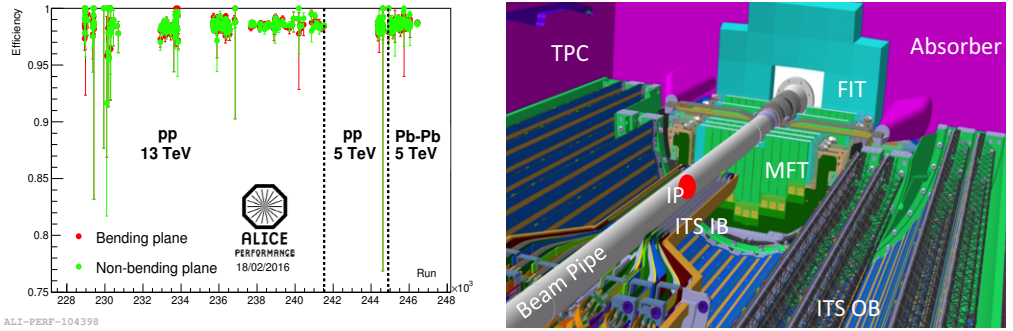 Efficiency
1
0.95
0.9
0.85
0.8
0.75
pp
13 TeV
pp
5 TeV
Pb-Pb
5 TeV
ALICE
PERFORMANCE
18/02/2016
Bending plane
Non-bending plane
Run
×10³
228 230 232 234 236 238 240 242 244 246 248
ALI-PERF-104398
TPC
Absorber
FIT
MFT
IP
ITS IB
Beam Pipe
ITS OB